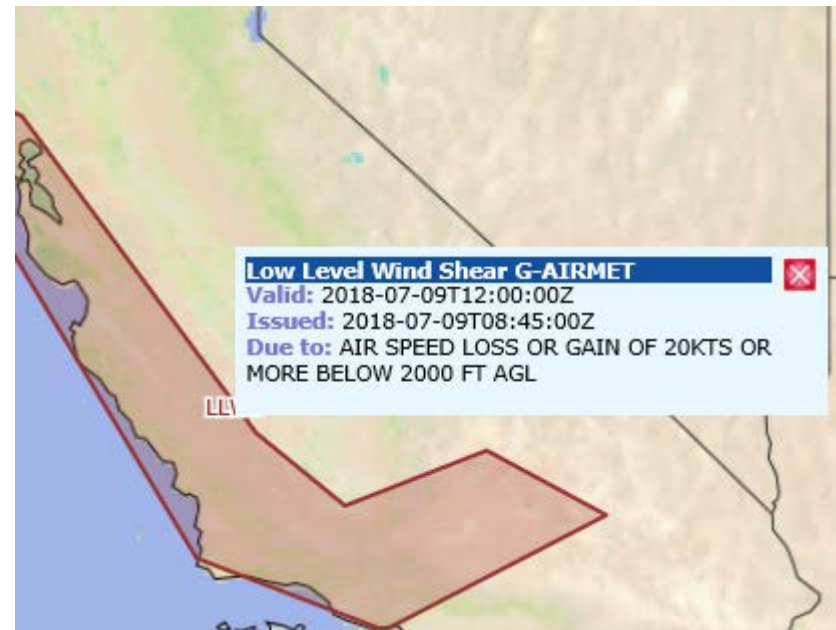 Low Level Wind Shear G-AIRMET
Valid: 2018-07-09T12:00:00Z
Issued: 2018-07-09T08:45:00Z
Due to: AIR SPEED LOSS OR GAIN OF 20KTS OR
MORE BELOW 2000 FT AGL